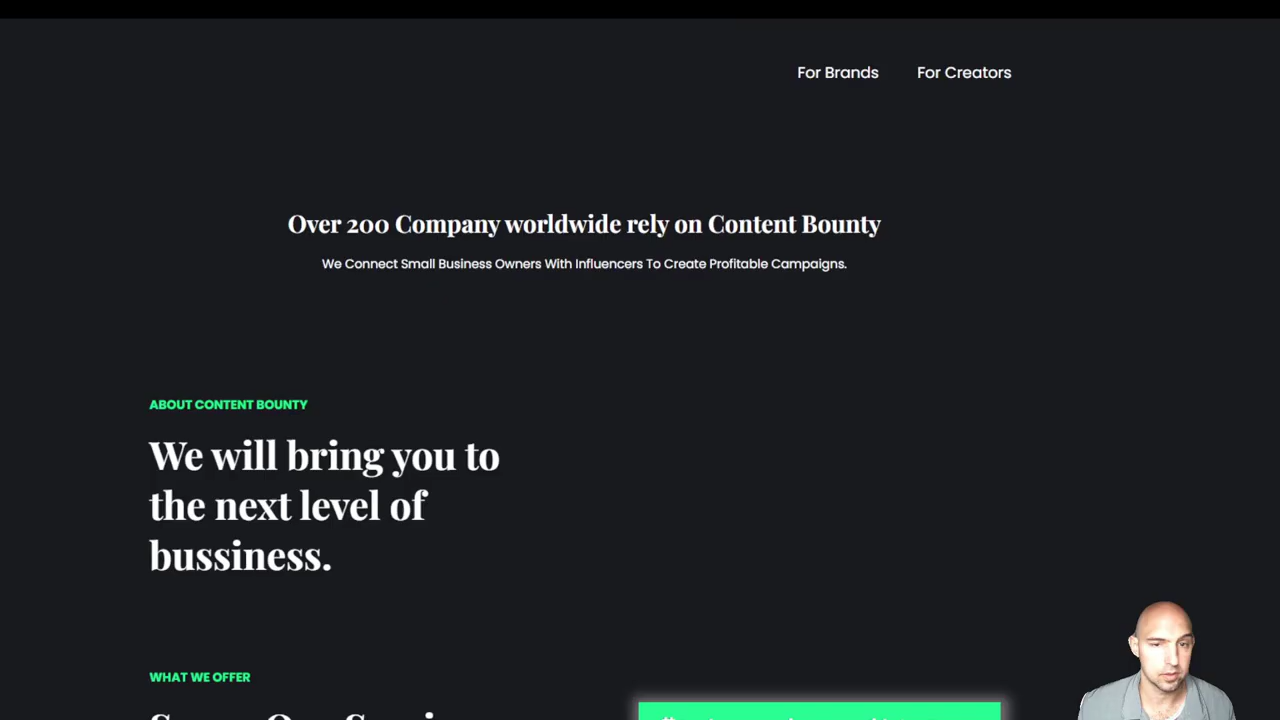 For Brands
For Creators
Over 200 Company worldwide rely on Content Bounty
We Connect Small Business Owners With Influencers To Create Profitable Campaigns.
ABOUT CONTENT BOUNTY
We will bring you to
the next level of
bussiness.
WHAT WE OFFER